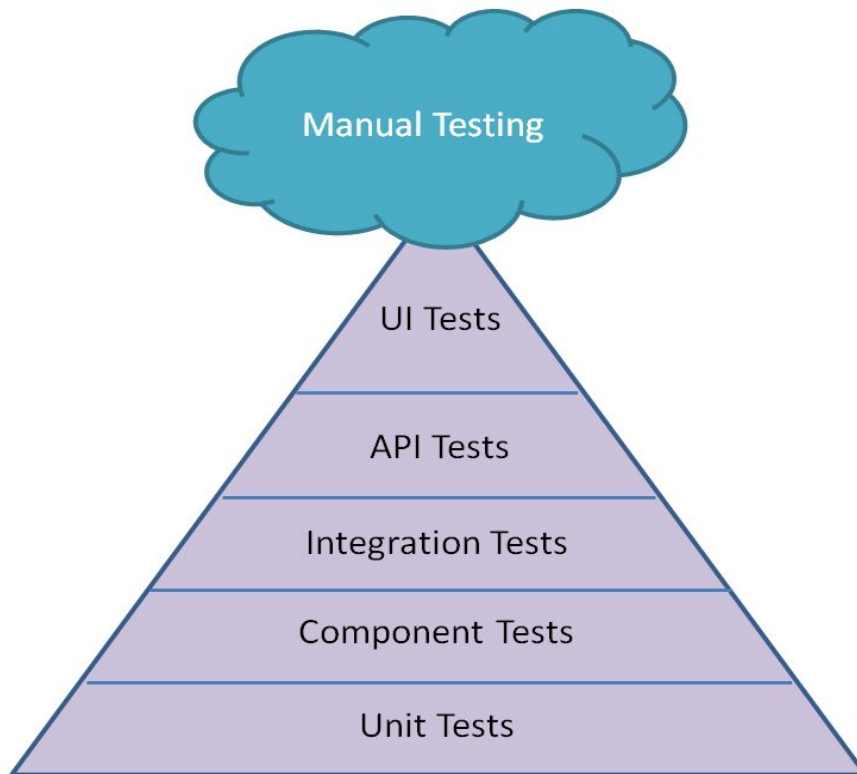 Manual Testing
UI Tests
API Tests
Integration Tests
Component Tests
Unit Tests